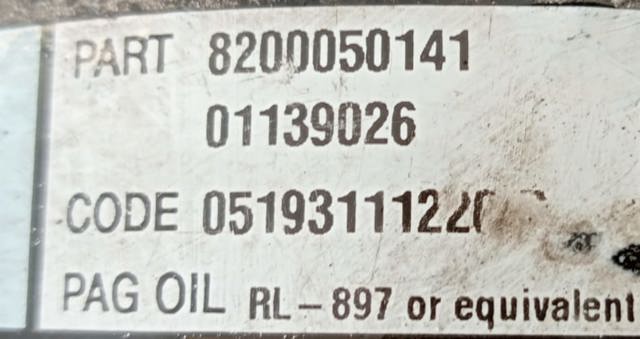 PART 8200050141
01139026
CODE 0519311122
PAG OIL RL-897 or equivalent